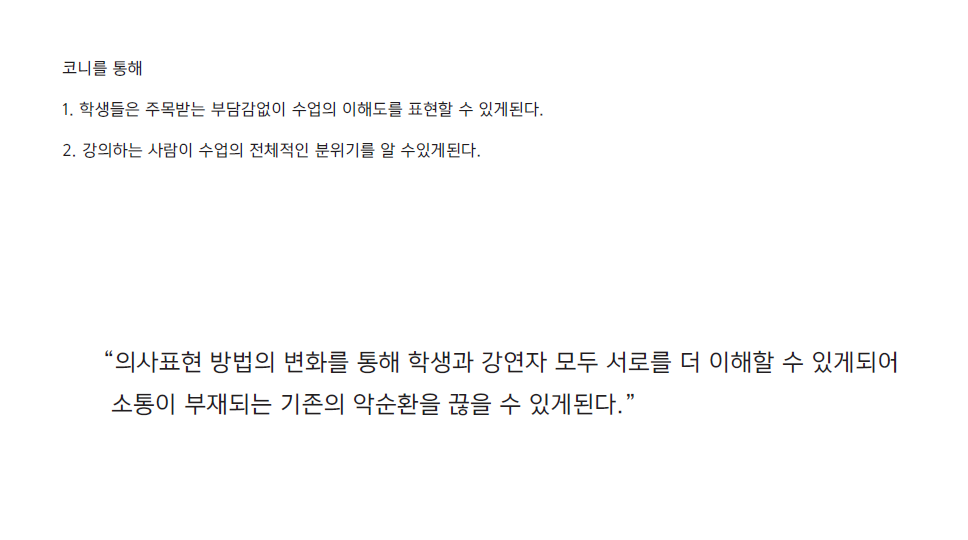 코니를 통해
1. 학생들은 주목받는 부담감없이 수업의 이해도를 표현할 수 있게된다.
2. 강의하는 사람이 수업의 전체적인 분위기를 알 수있게된다.
“의사표현 방법의 변화를 통해 학생과 강연자 모두 서로를 더 이해할 수 있게되어
소통이 부재되는 기존의 악순환을 끊을 수 있게된다.”